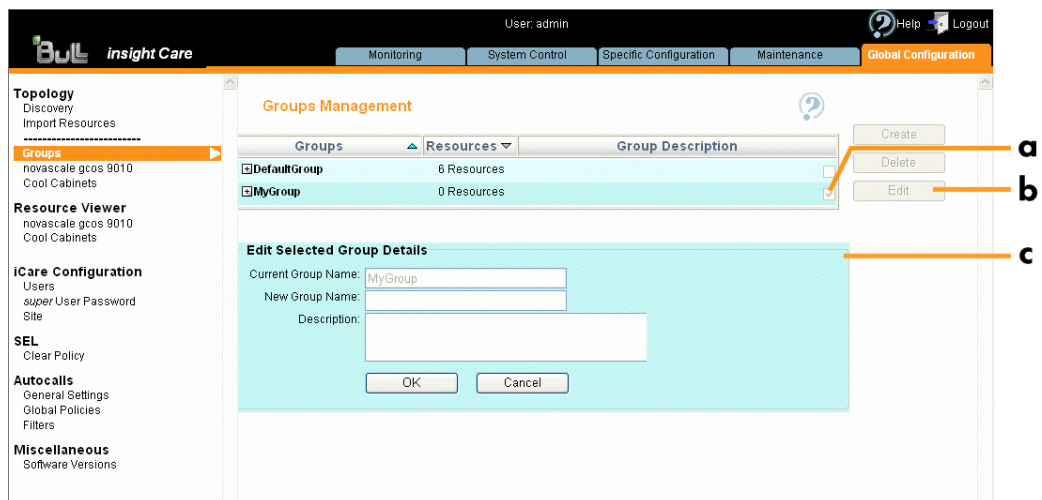 User: admin
Help
Logout
Bull
insight Care
Monitoring
System Control
Specific Configuration
Maintenance
Global Configuration
Topology
Discovery
Import Resources
-------------------------
Groups
novascale gcos 9010
Cool Cabinets
Resource Viewer
novascale gcos 9010
Cool Cabinets
iCare Configuration
Users
super User Password
Site
SEL
Clear Policy
Autocalls
General Settings
Global Policies
Filters
Miscellaneous
Software Versions
Groups Management
Groups Resources Group Description
DefaultGroup 6 Resources
MyGroup 0 Resources
Create
Delete
Edit
a
b
c
Edit Selected Group Details
Current Group Name: MyGroup
New Group Name:
Description:
OK Cancel